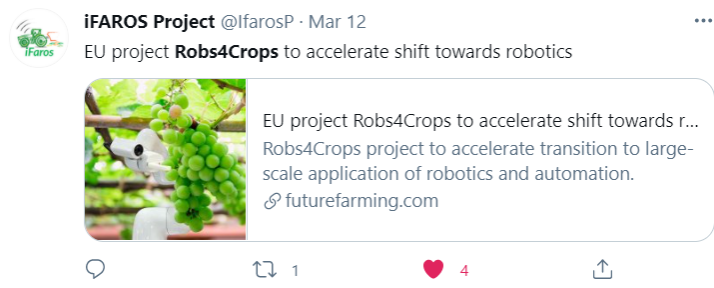 iFAROS Project @IfarosP · Mar 12
iFaros
EU project Robs4Crops to accelerate shift towards robotics
EU project Robs4Crops to accelerate shift towards r...
Robs4Crops project to accelerate transition to large-
scale application of robotics and automation.
futurefarming.com
1
4